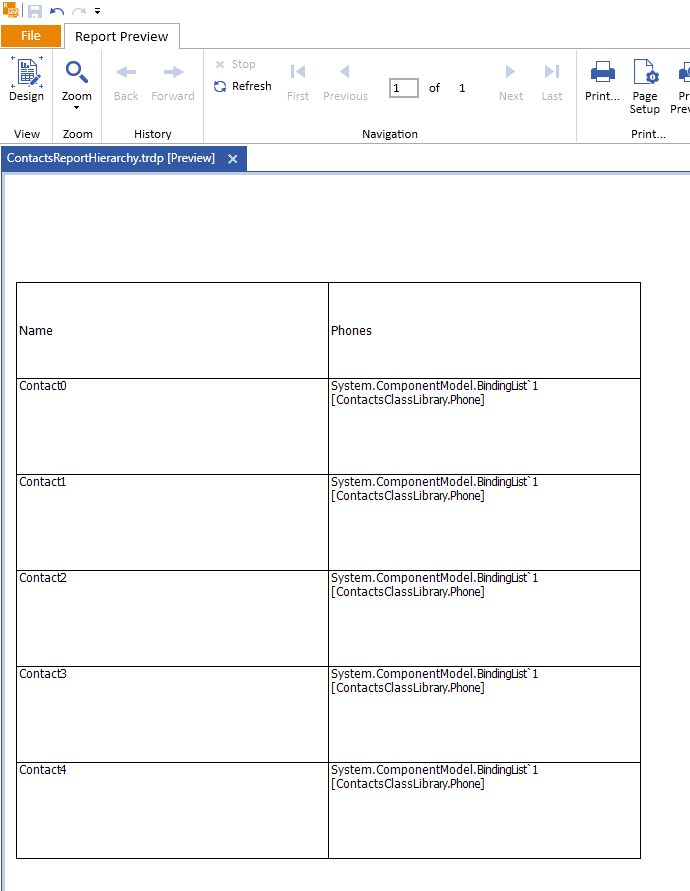 File
Report Preview
Stop
Refresh
Design
Zoom
Back
Forward
First
Previous
1
of
1
Next
Last
Print...
Page
Setup
Pr
Prev
View
Zoom
History
Navigation
Print...
ContactsReportHierarchy.trdp [Preview]
Name
Phones
Contact0
System.ComponentModel.BindingList`1
[ContactsClassLibrary.Phone]
Contact1
System.ComponentModel.BindingList`1
[ContactsClassLibrary.Phone]
Contact2
System.ComponentModel.BindingList`1
[ContactsClassLibrary.Phone]
Contact3
System.ComponentModel.BindingList`1
[ContactsClassLibrary.Phone]
Contact4
System.ComponentModel.BindingList`1
[ContactsClassLibrary.Phone]